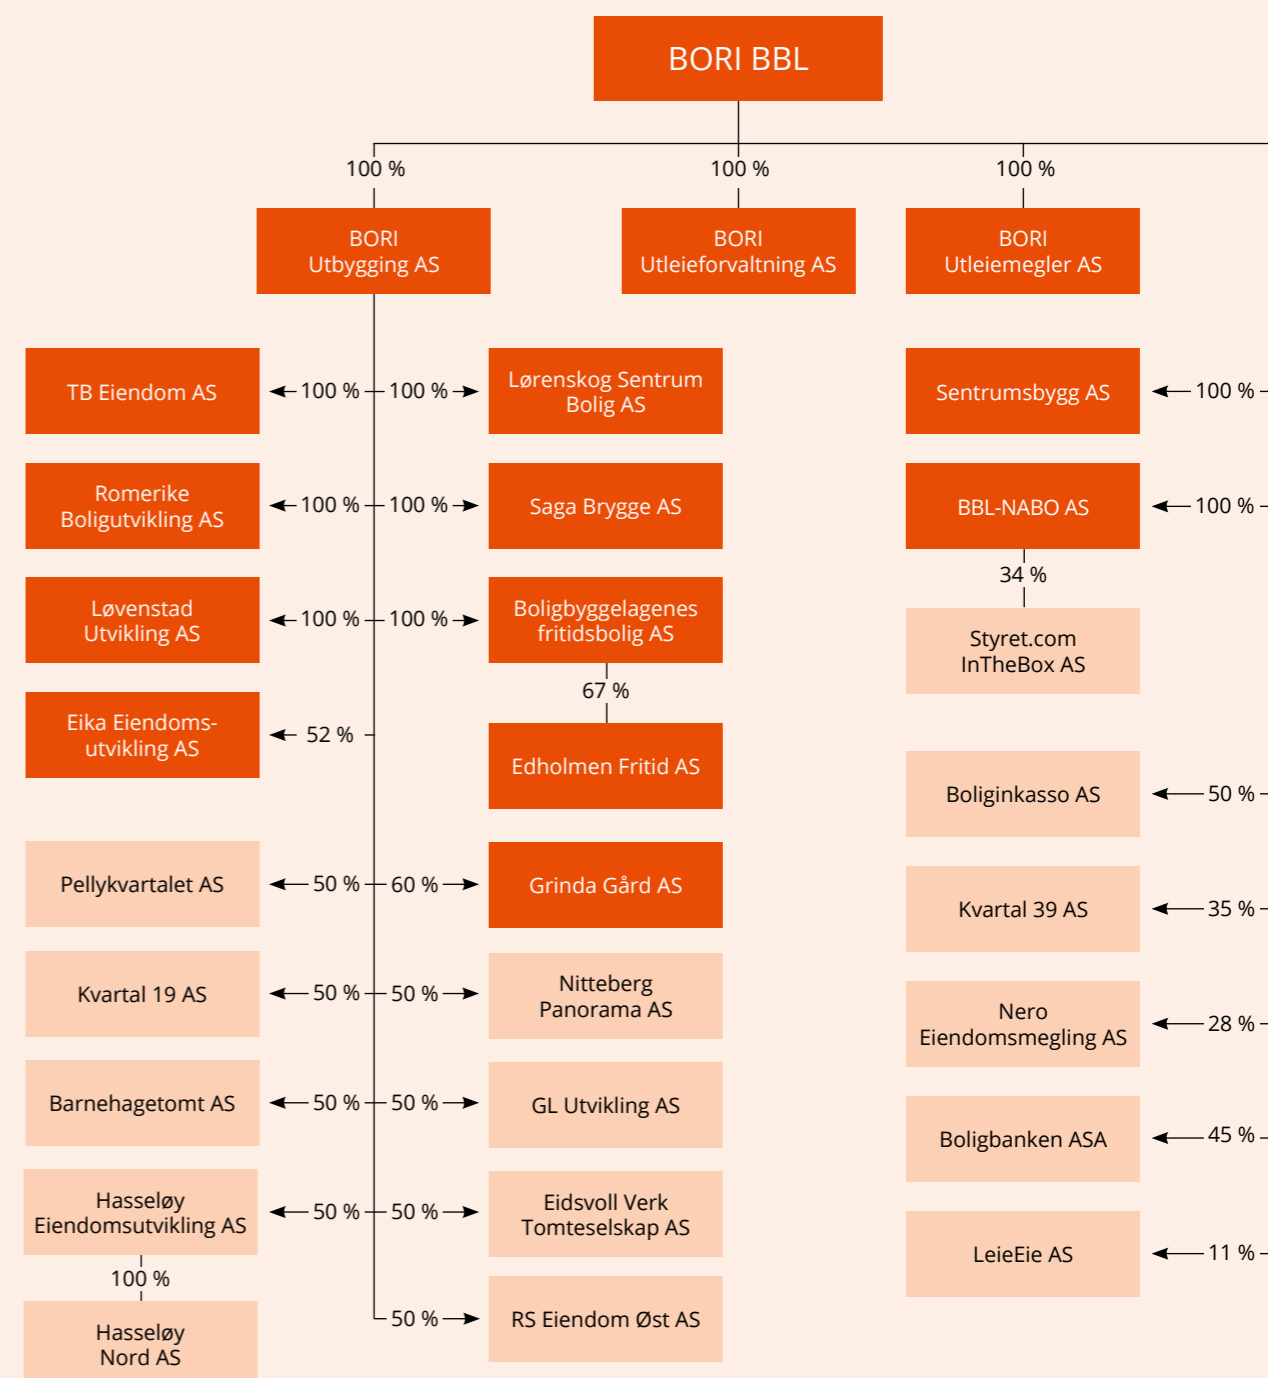 BORI BBL
100 %
100 %
100 %
BORI
Utbygging AS
BORI
Utleieforvaltning AS
BORI
Utleiemegler AS
TB Eiendom AS
100 %
100 %
Lørenskog Sentrum
Bolig AS
Sentrumsbygg AS
100 %
Romerike
Boligutvikling AS
100 %
100 %
Saga Brygge AS
BBL-NABO AS
100 %
34 %
Styret.com
InTheBox AS
Løvenstad
Utvikling AS
100 %
100 %
Boligbyggelagenes
fritidsbolig AS
67 %
Edholmen Fritid AS
Eika Eiendoms-
utvikling AS
52 %
Boliginkasso AS
50 %
Pellykvartalet AS
50 %
60 %
Grinda Gård AS
Kvartal 39 AS
35 %
Kvartal 19 AS
50 %
50 %
Nitteberg
Panorama AS
Nero
Eiendomsmegling AS
28 %
Barnehagetomt AS
50 %
50 %
GL Utvikling AS
Boligbanken ASA
45 %
Hasseløy
Eiendomsutvikling AS
50 %
50 %
Eidsvoll Verk
Tomteselskap AS
LeieEie AS
11 %
100 %
Hasseløy
Nord AS
50 %
RS Eiendom Øst AS